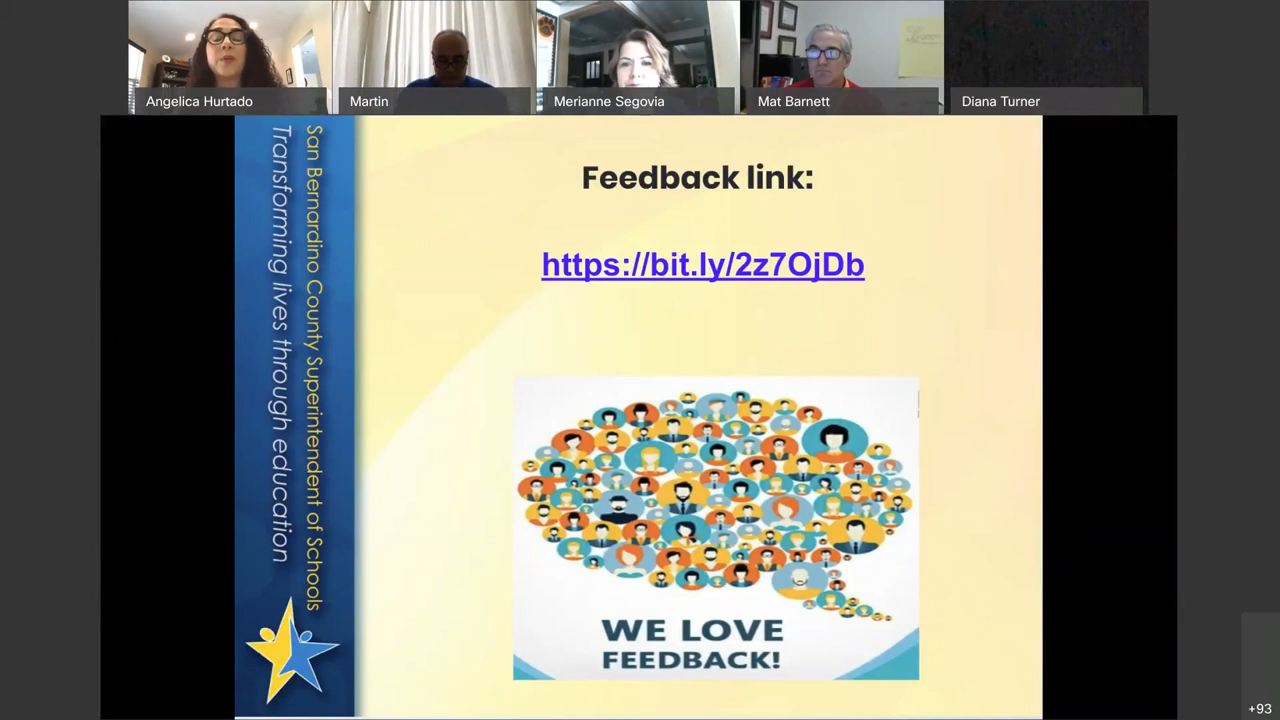 Angelica Hurtado
Martin
Merianne Segovia
Mat Barnett
Diana Turner
San Bernardino County Superintendent of Schools
Transforming lives through education
Feedback link:
https://bit.ly/2z7OjDb
WE LOVE
FEEDBACK!
+93